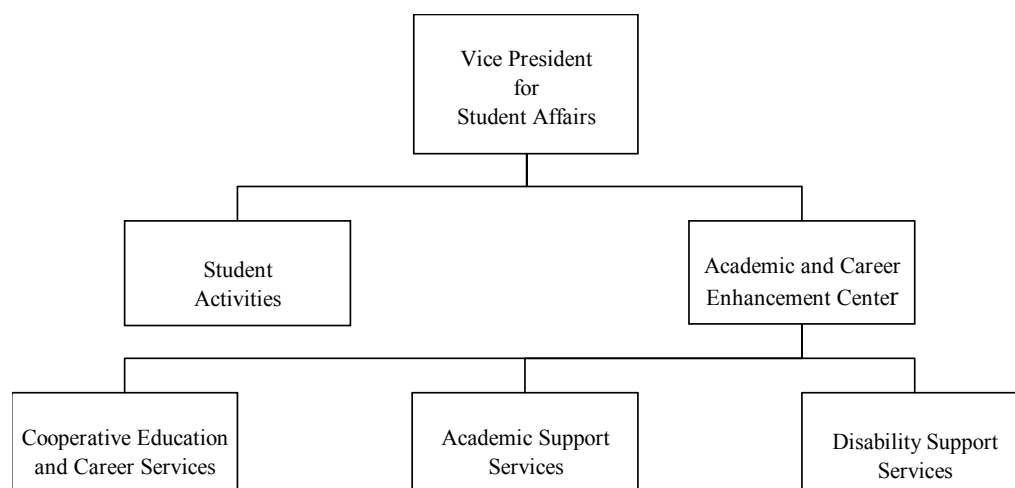 Vice President
for
Student Affairs
Student
Activities
Academic and Career
Enhancement Center
Cooperative Education
and Career Services
Academic Support
Services
Disability Support
Services